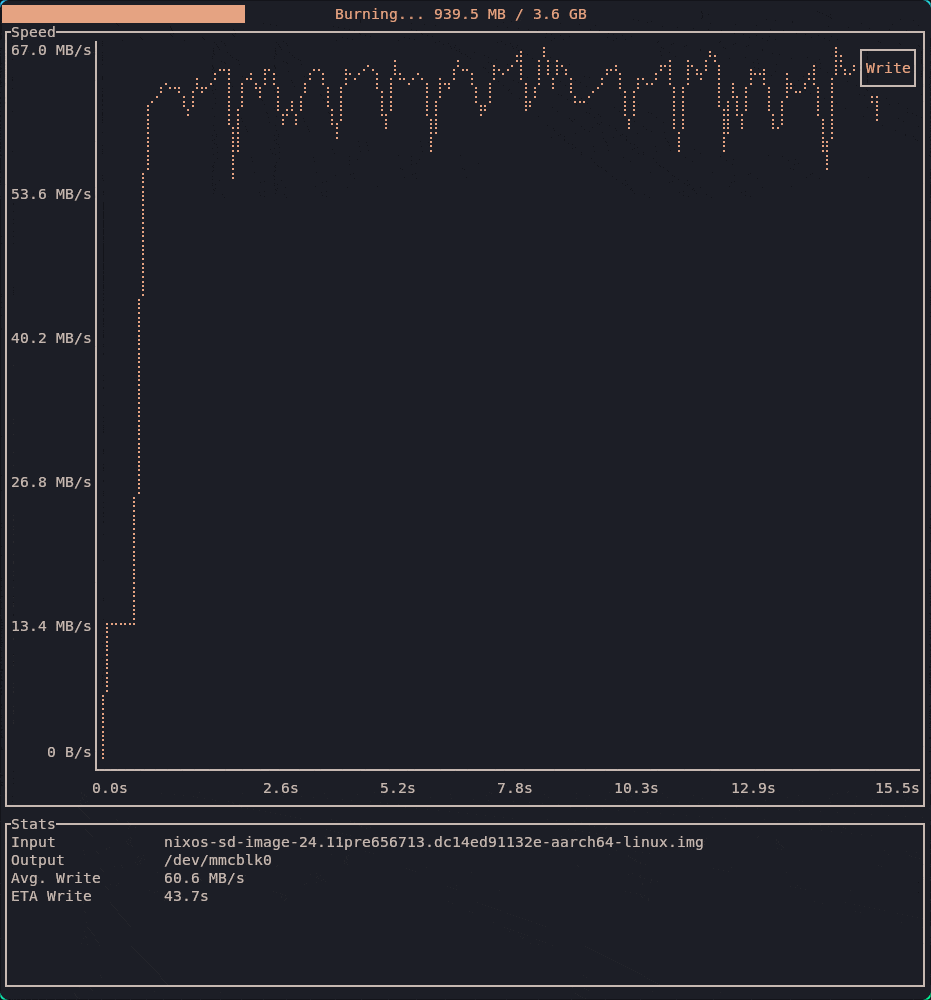 Burning... 939.5 MB / 3.6 GB
Speed
67.0 MB/s
Write
53.6 MB/s
40.2 MB/s
26.8 MB/s
13.4 MB/s
0 B/s
0.0s 2.6s 5.2s 7.8s 10.3s 12.9s 15.5s
Stats
Input nixos-sd-image-24.11pre656713.dc14ed91132e-aarch64-linux.img
Output /dev/mmcblk0
Avg. Write 60.6 MB/s
ETA Write 43.7s